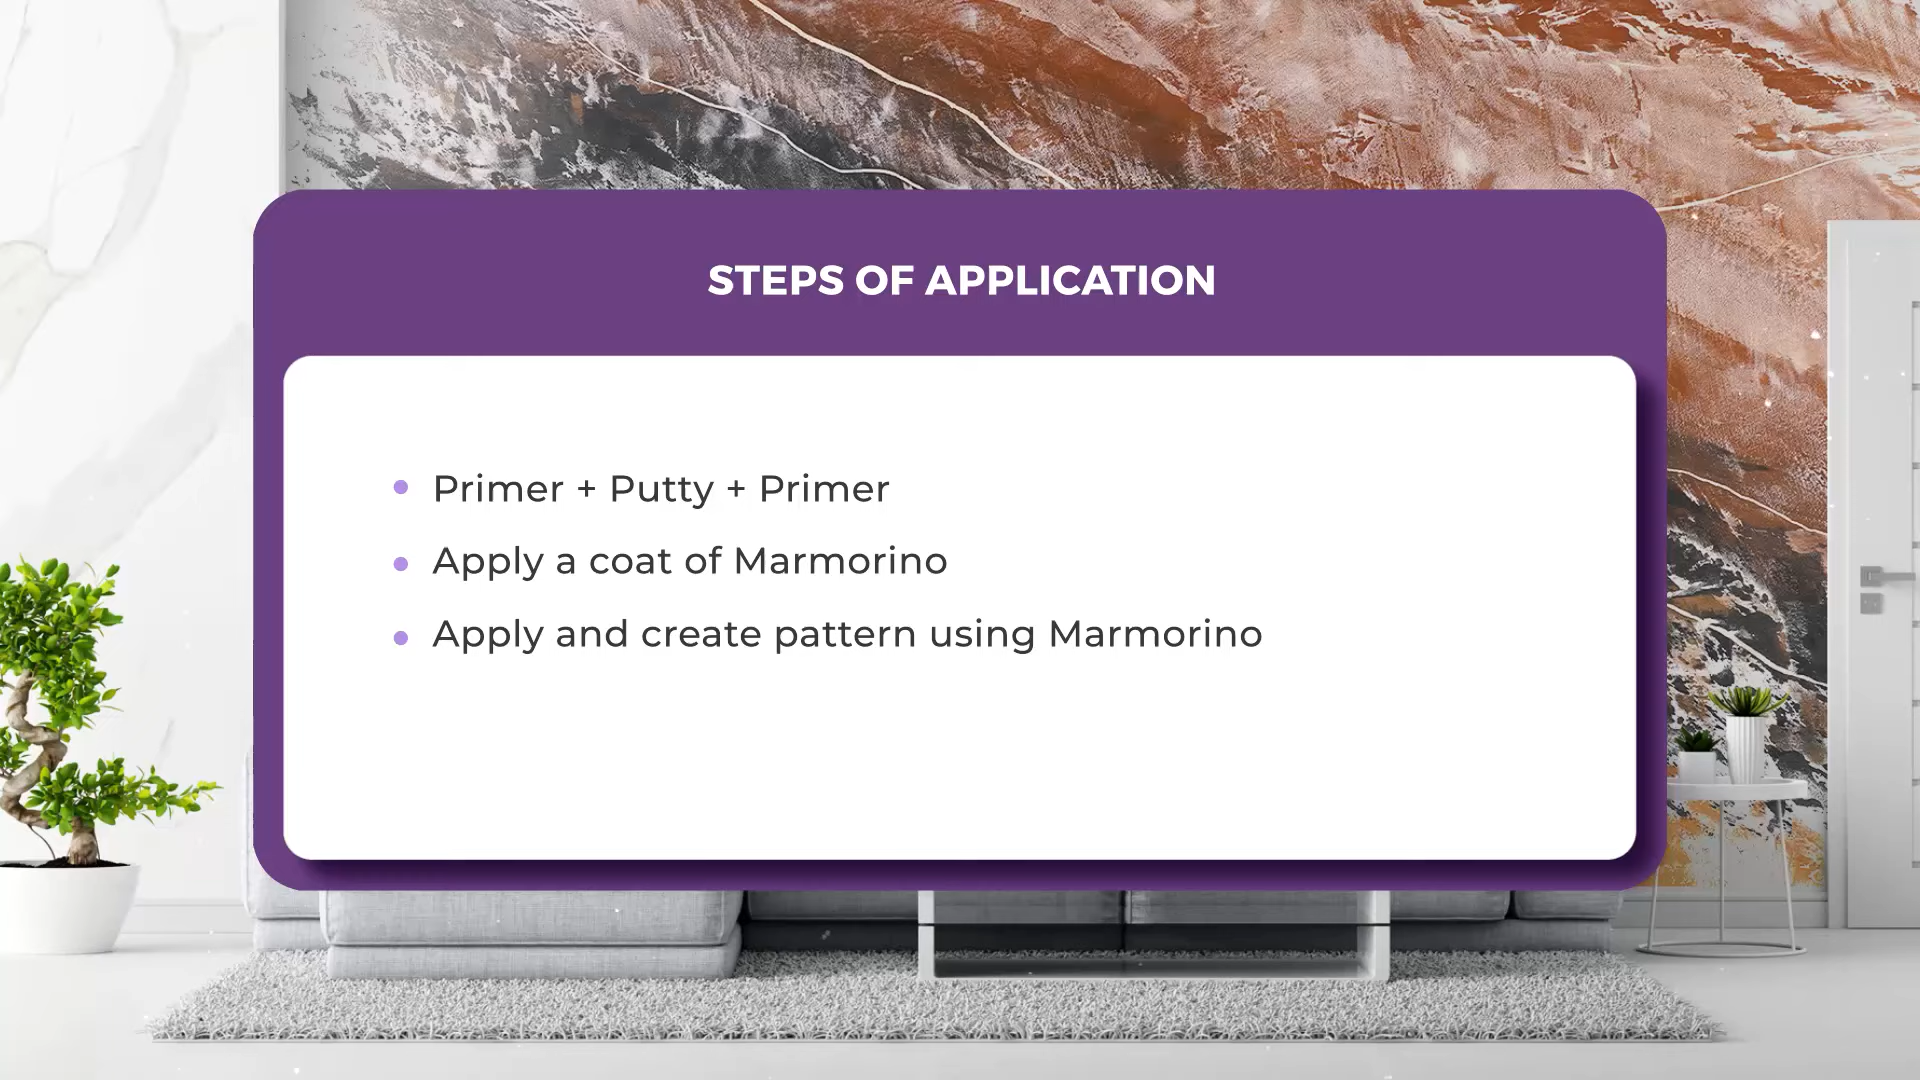 STEPS OF APPLICATION
Primer + Putty + Primer
Apply a coat of Marmorino
Apply and create pattern using Marmorino